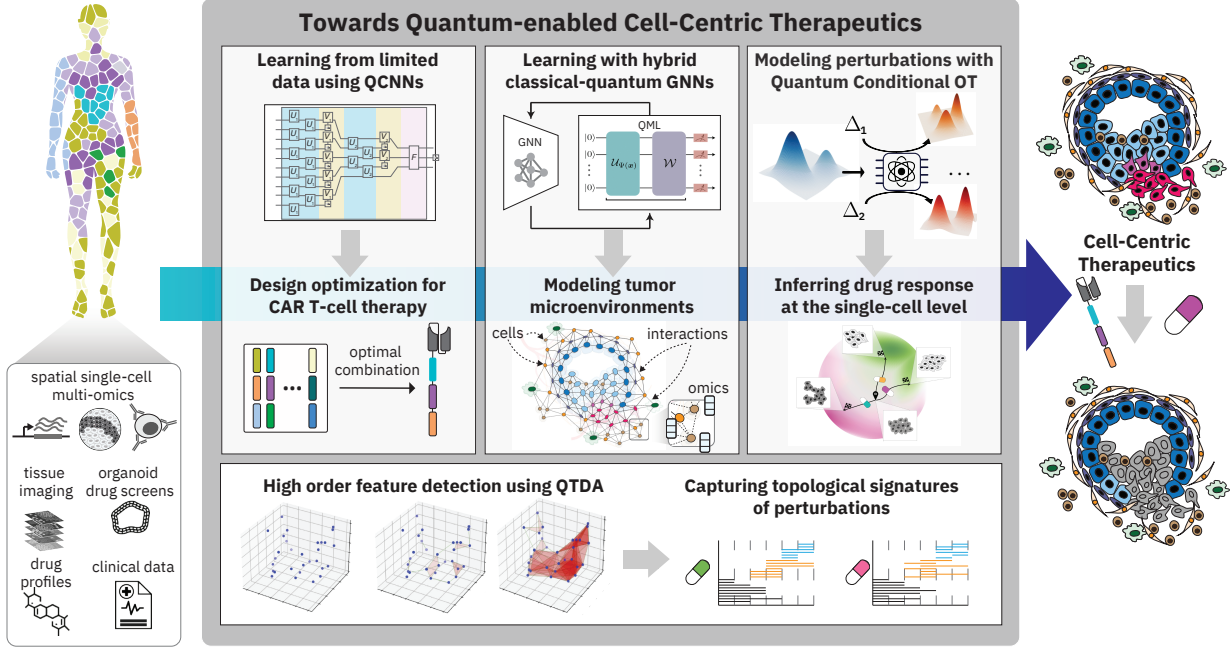 Towards Quantum-enabled Cell-Centric Therapeutics
Learning from limited
data using QCNNs
Learning with hybrid
classical-quantum GNNs
GNN
QML
|0⟩
|0⟩
|0⟩
|0⟩
𝒰Ψ(𝒙)
𝒲
F
Modeling perturbations with
Quantum Conditional OT
Δ1
Δ2
...
Design optimization for
CAR T-cell therapy
optimal
combination
Modeling tumor
microenvironments
cells
interactions
omics
Inferring drug response
at the single-cell level
Cell-Centric
Therapeutics
spatial single-cell
multi-omics
tissue
imaging
organoid
drug screens
drug
profiles
clinical data
High order feature detection using QTDA
Capturing topological signatures
of perturbations